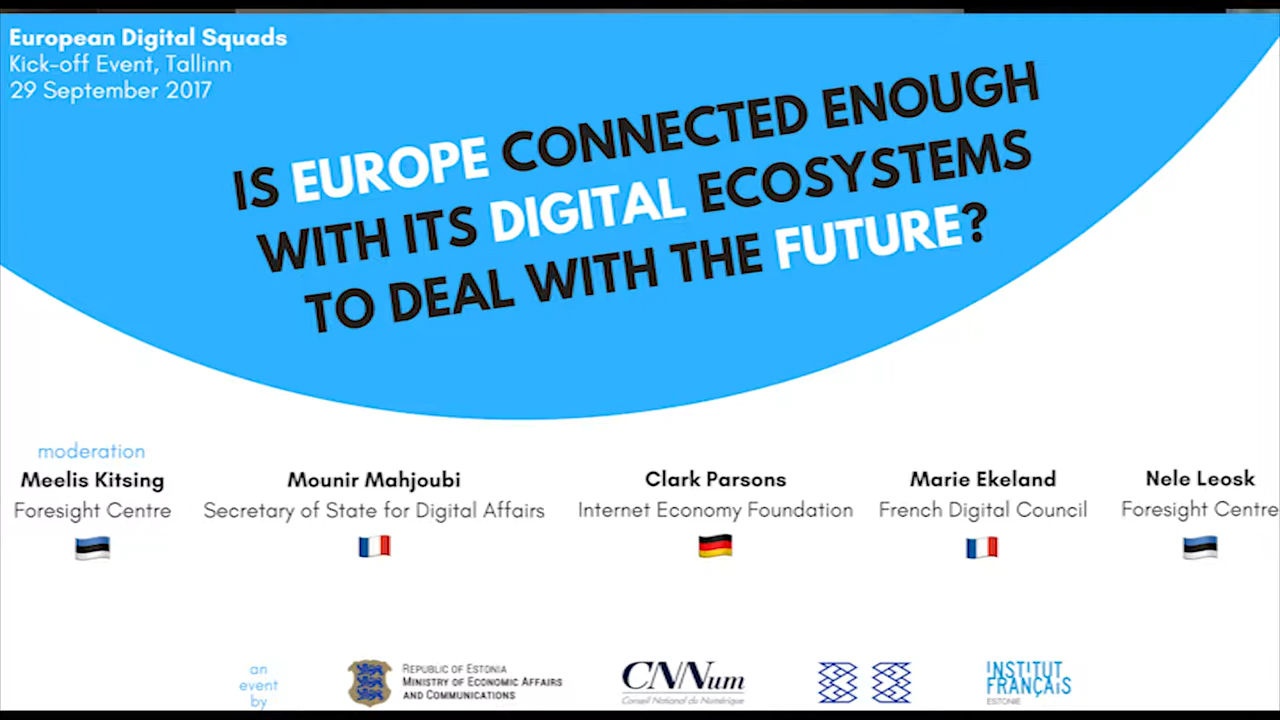 European Digital Squads
Kick-off Event, Tallinn
29 September 2017
IS EUROPE CONNECTED ENOUGH
WITH ITS DIGITAL ECOSYSTEMS
TO DEAL WITH THE FUTURE?
moderation
Meelis Kitsing
Foresight Centre
Mounir Mahjoubi
Secretary of State for Digital Affairs
Clark Parsons
Internet Economy Foundation
Marie Ekeland
French Digital Council
Nele Leosk
Foresight Centre
an
event
by
REPUBLIC OF ESTONIA
MINISTRY OF ECONOMIC AFFAIRS
AND COMMUNICATIONS
CNNum
Conseil National du Numérique
INSTITUT
FRANÇAIS
ESTONIE